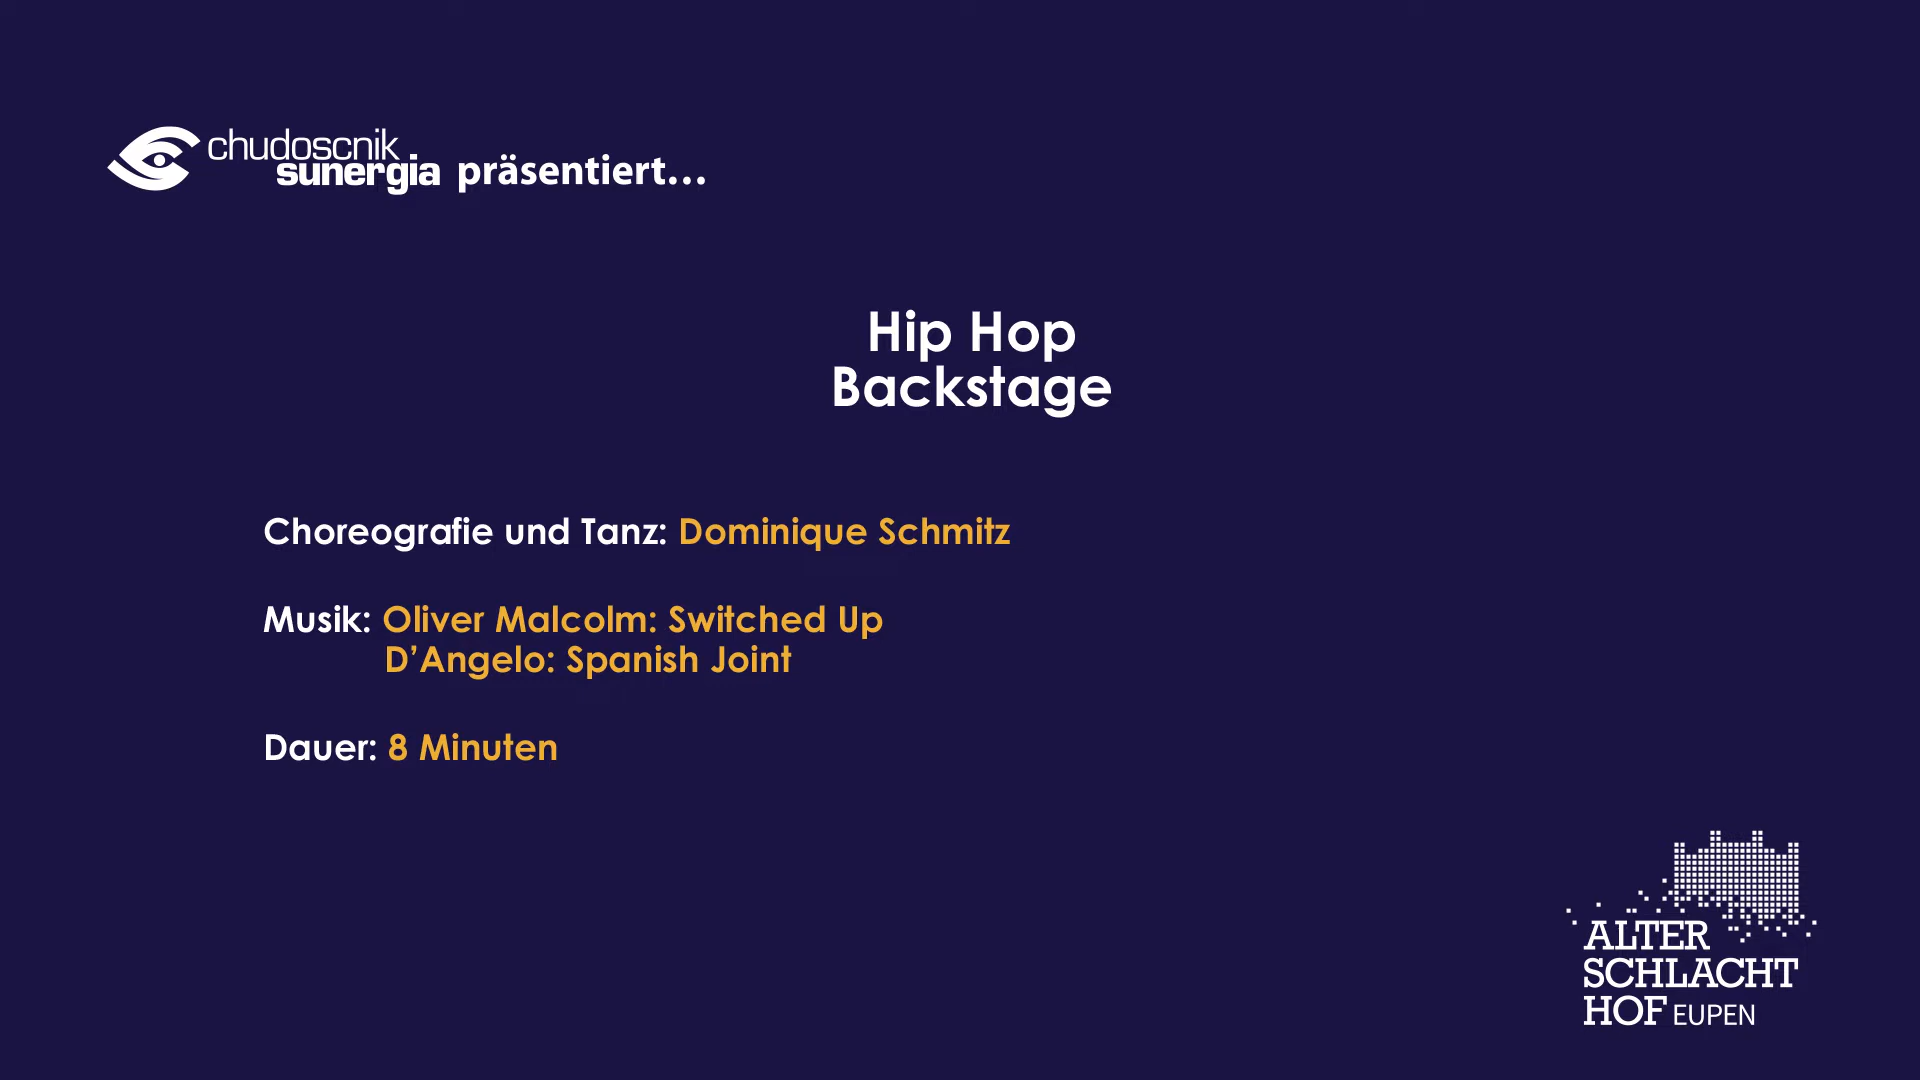 chudoscnik
sunergia präsentiert...
Hip Hop
Backstage
Choreografie und Tanz: Dominique Schmitz
Musik: Oliver Malcolm: Switched Up
D’Angelo: Spanish Joint
Dauer: 8 Minuten
ALTER
SCHLACHT
HOF EUPEN